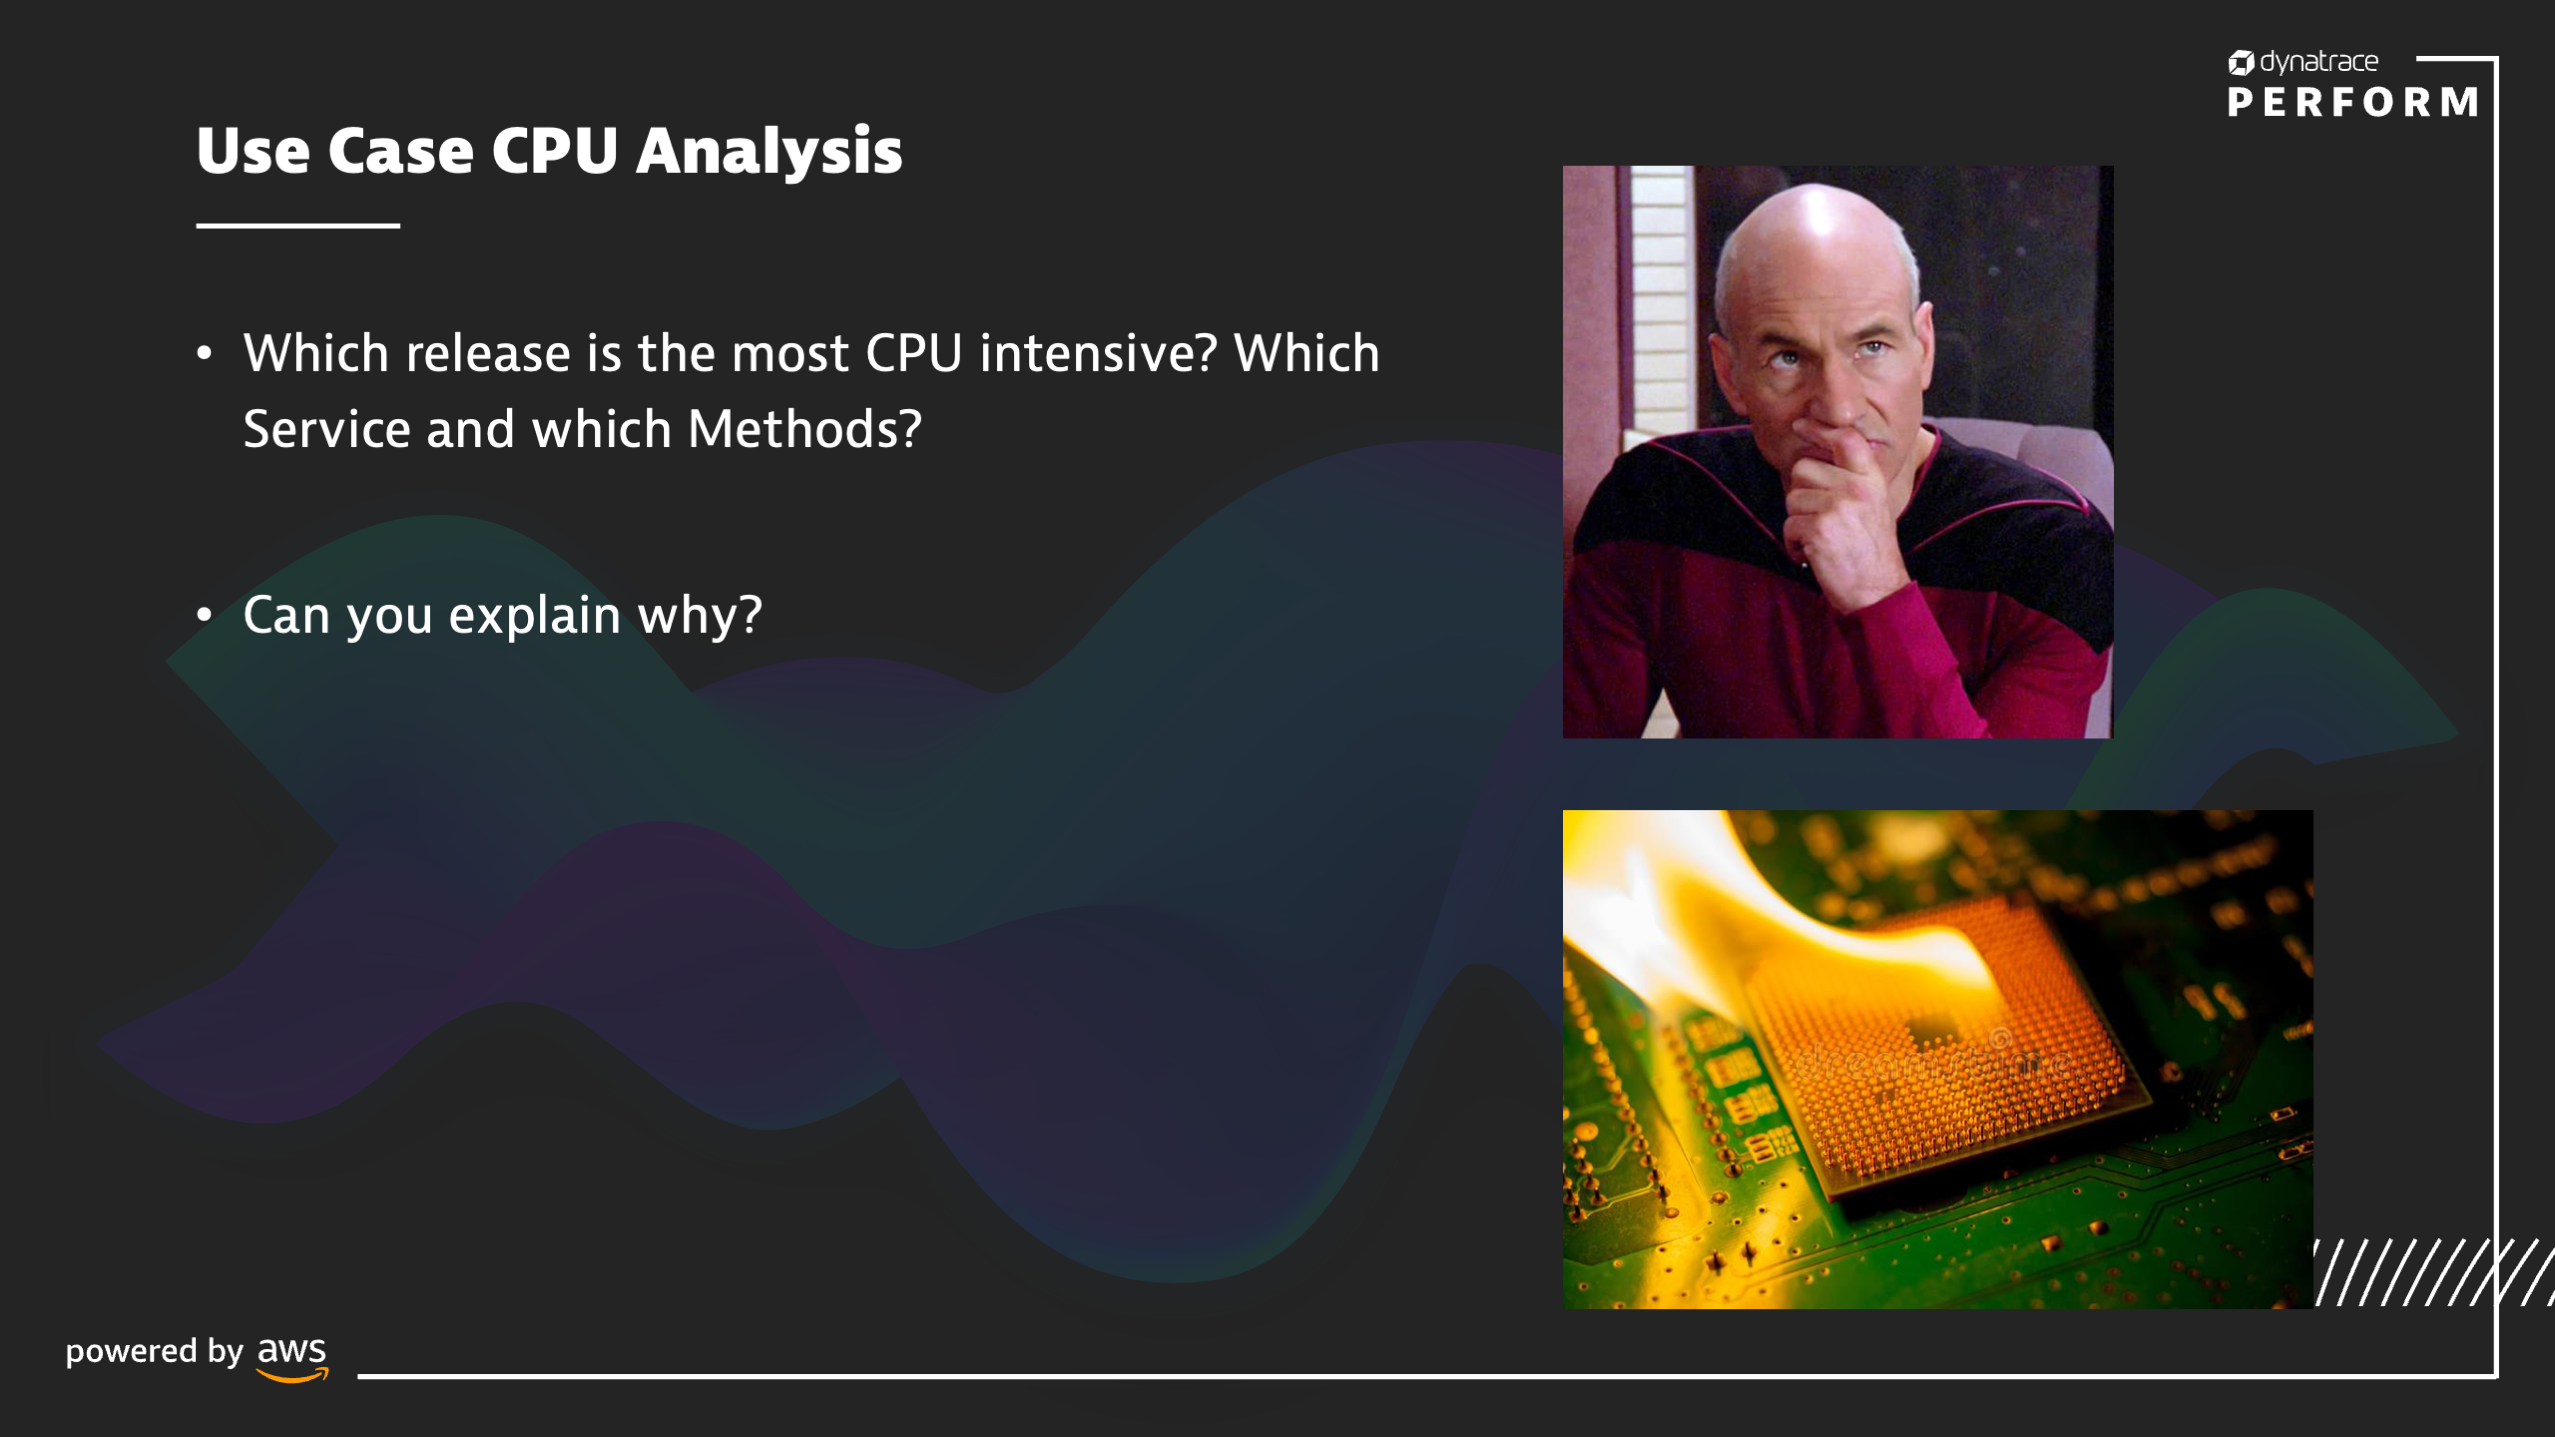 dynatrace
PERFORM
Use Case CPU Analysis
• Which release is the most CPU intensive? Which
Service and which Methods?
• Can you explain why?
dreamstime
powered by aws